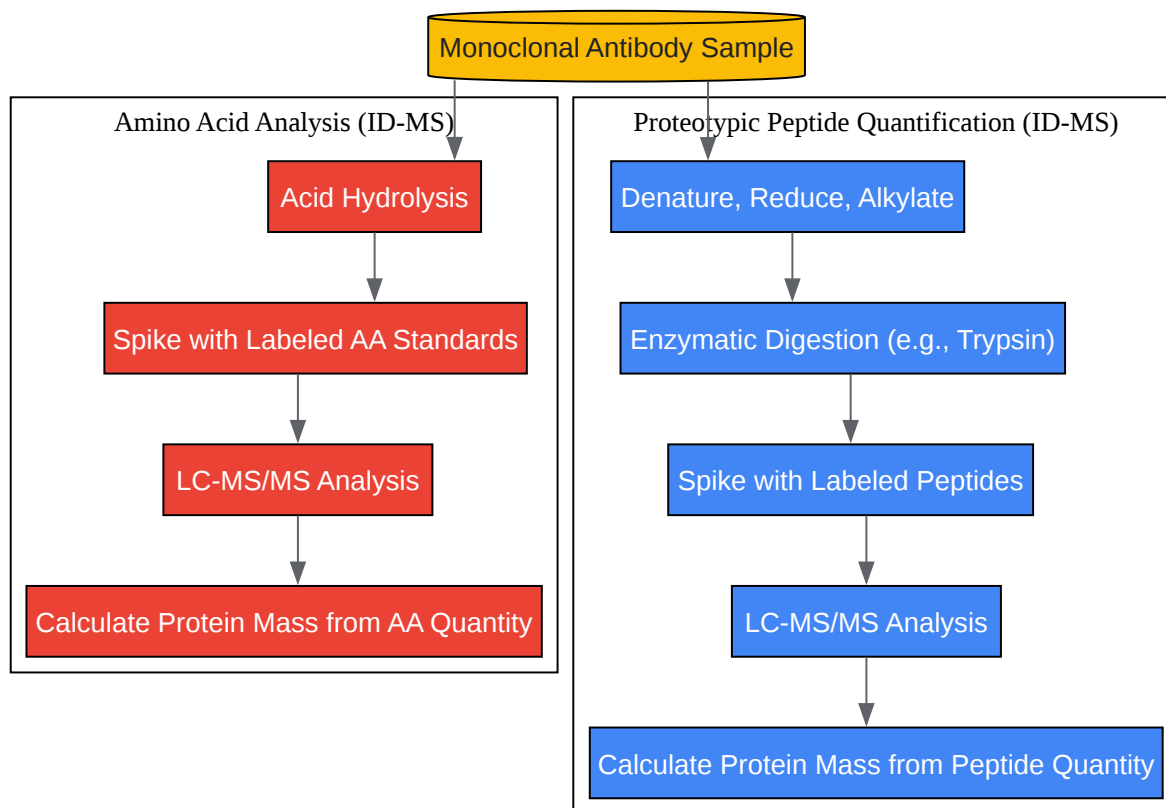 Monoclonal Antibody Sample
Amino Acid Analysis (ID-MS)
Acid Hydrolysis
Spike with Labeled AA Standards
LC-MS/MS Analysis
Calculate Protein Mass from AA Quantity
Proteotypic Peptide Quantification (ID-MS)
Denature, Reduce, Alkylate
Enzymatic Digestion (e.g., Trypsin)
Spike with Labeled Peptides
LC-MS/MS Analysis
Calculate Protein Mass from Peptide Quantity